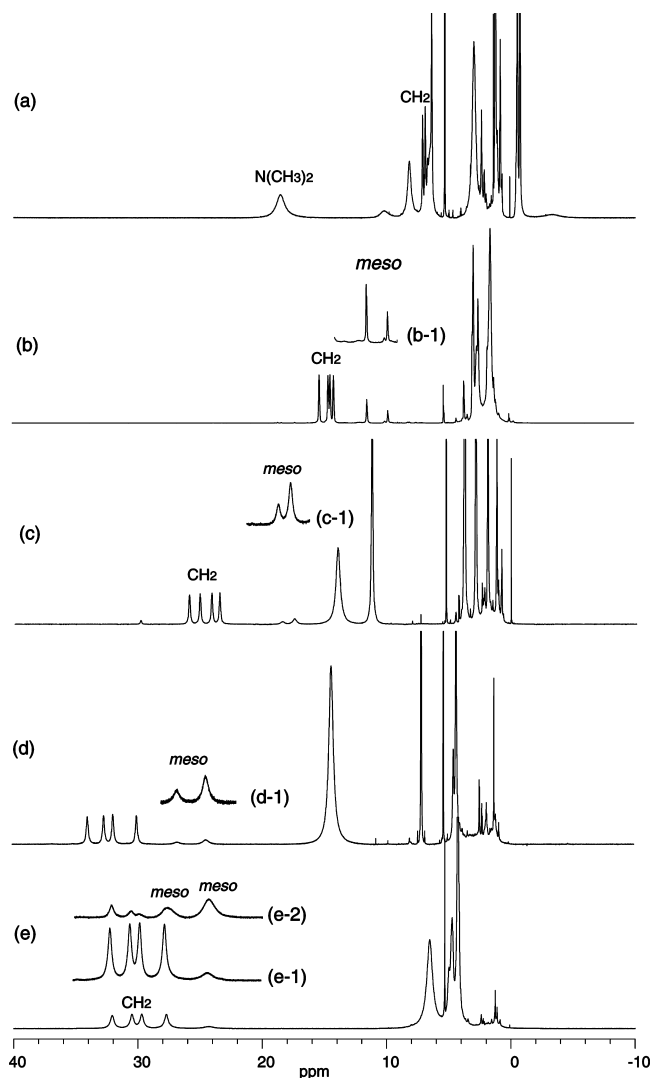 (a)
CH2
N(CH3)2
meso
(b-1)
(b)
CH2
meso
(c-1)
(c)
CH2
(d)
meso
(d-1)
meso meso
(e-2)
(e)
(e-1)
CH2
40 30 20 10 0 -10
ppm